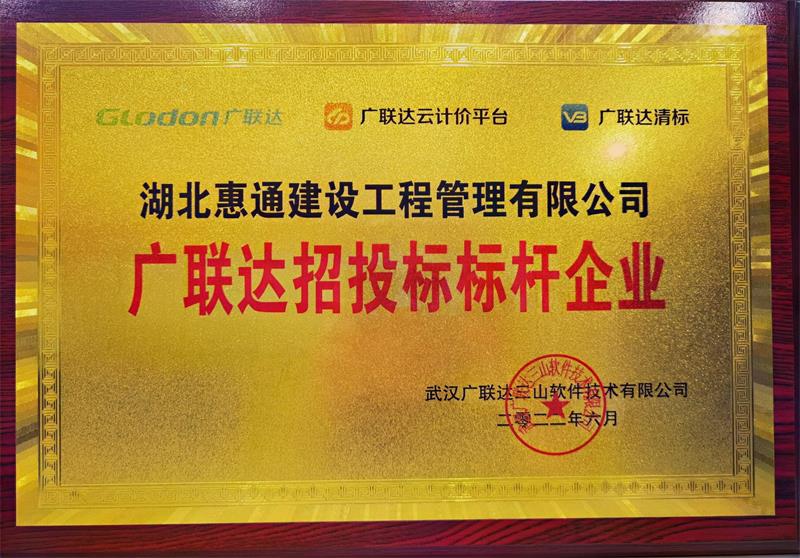 Glodon广联达 广联达云计价平台 广联达清标
湖北惠通建设工程管理有限公司
广联达招投标标杆企业
武汉广联达三山软件技术有限公司
二零二二年六月